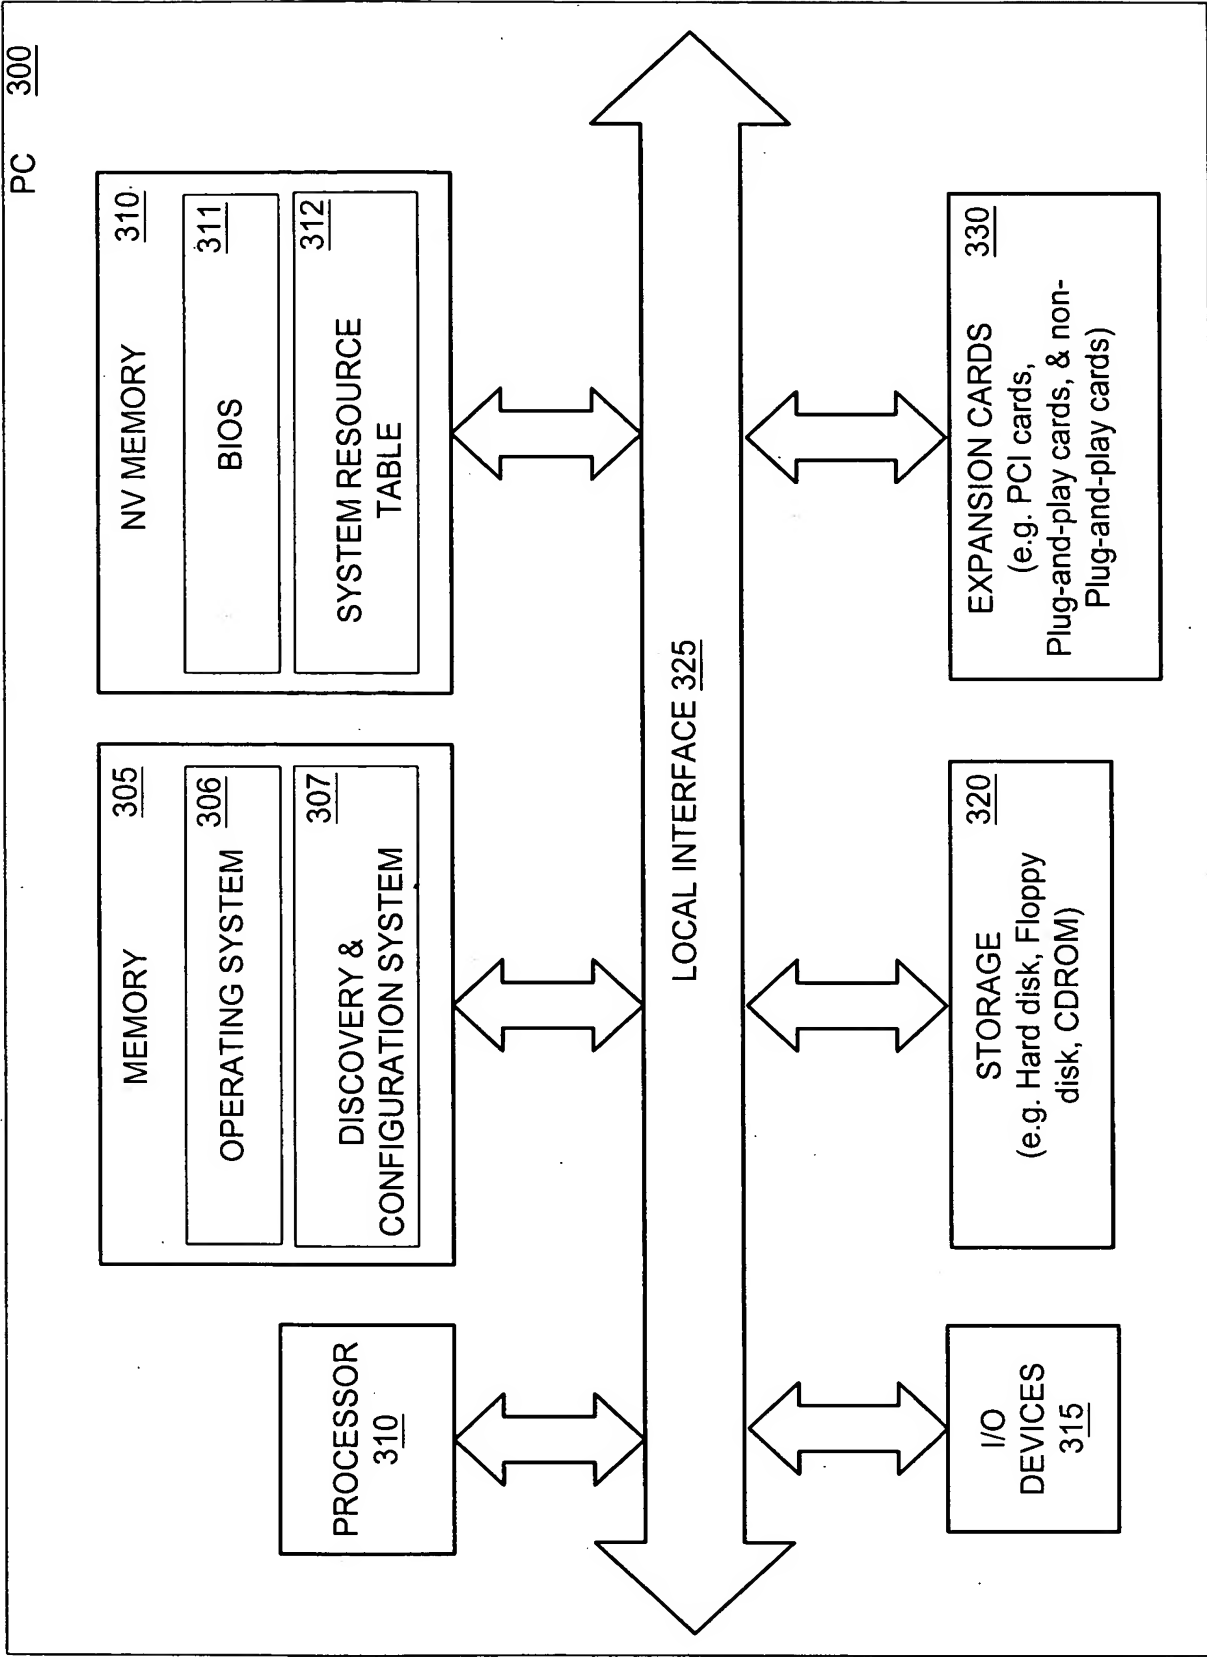 PC 300
PROCESSOR
310
MEMORY 305
OPERATING SYSTEM 306
DISCOVERY & 307
CONFIGURATION SYSTEM
NV MEMORY 310
BIOS 311
SYSTEM RESOURCE 312
TABLE
LOCAL INTERFACE 325
I/O
DEVICES
315
STORAGE 320
(e.g. Hard disk, Floppy
disk, CDROM)
EXPANSION CARDS 330
(e.g. PCI cards,
Plug-and-play cards, & non-
Plug-and-play cards)